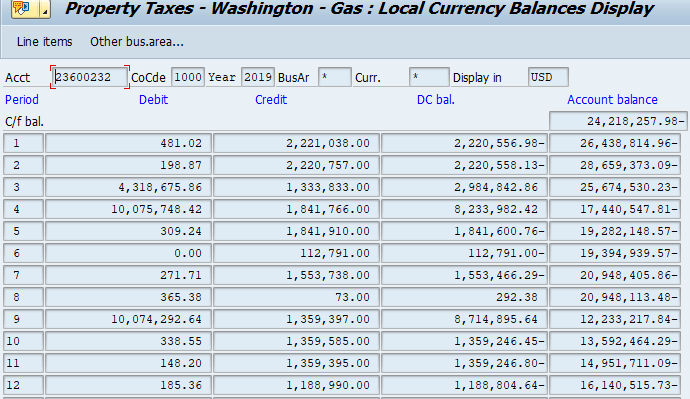 Property Taxes - Washington - Gas : Local Currency Balances Display
Line items Other bus.area...
Acct 23600232 CoCde 1000 Year 2019 BusAr * Curr. * Display in USD
Period Debit Credit DC bal. Account balance
C/f bal. 24,218,257.98-
1 481.02 2,221,038.00 2,220,556.98- 26,438,814.96-
2 198.87 2,220,757.00 2,220,558.13- 28,659,373.09-
3 4,318,675.86 1,333,833.00 2,984,842.86 25,674,530.23-
4 10,075,748.42 1,841,766.00 8,233,982.42 17,440,547.81-
5 309.24 1,841,910.00 1,841,600.76- 19,282,148.57-
6 0.00 112,791.00 112,791.00- 19,394,939.57-
7 271.71 1,553,738.00 1,553,466.29- 20,948,405.86-
8 365.38 73.00 292.38 20,948,113.48-
9 10,074,292.64 1,359,397.00 8,714,895.64 12,233,217.84-
10 338.55 1,359,585.00 1,359,246.45- 13,592,464.29-
11 148.20 1,359,395.00 1,359,246.80- 14,951,711.09-
12 185.36 1,188,990.00 1,188,804.64- 16,140,515.73-